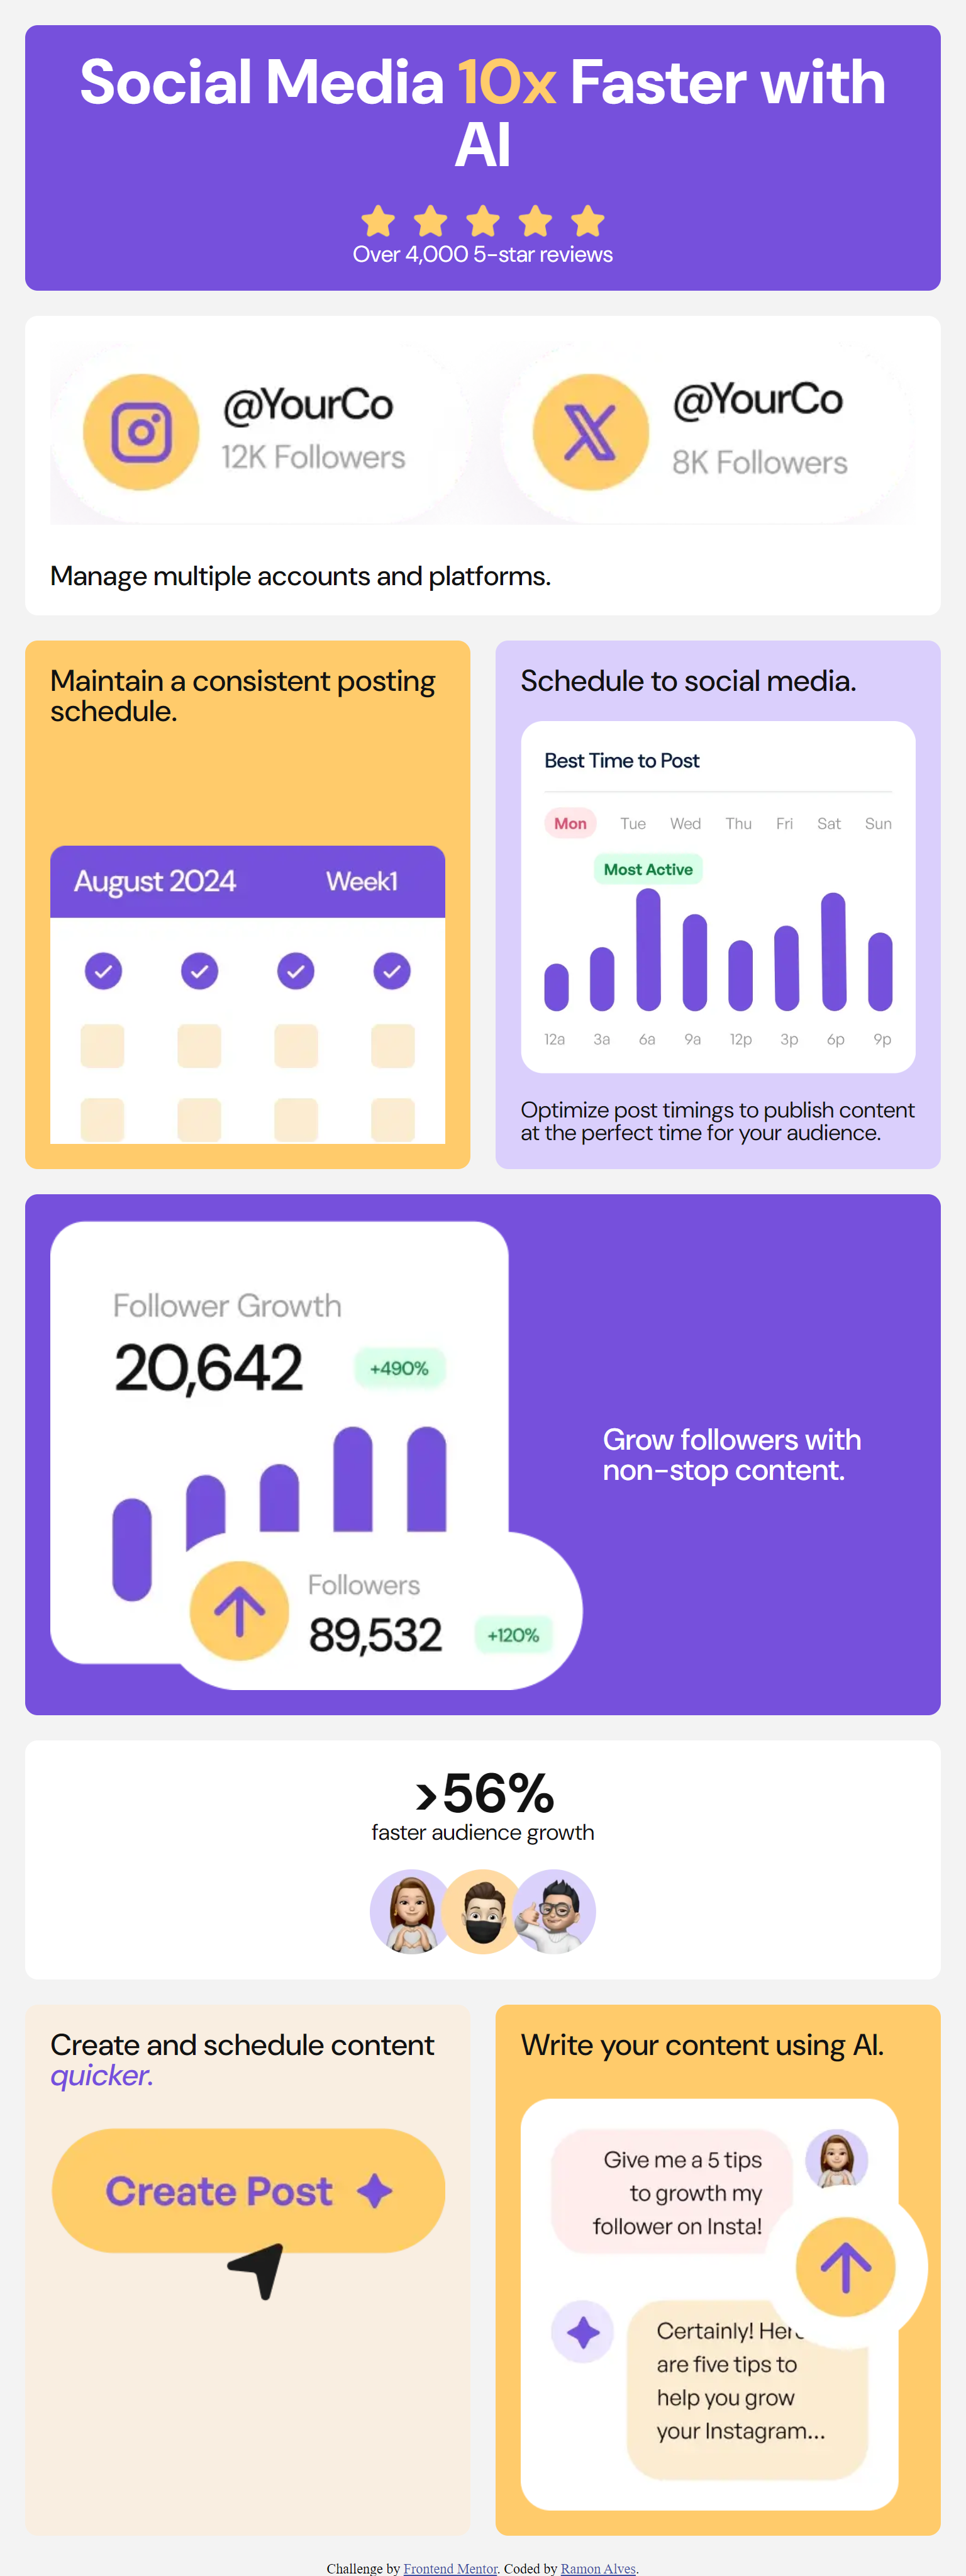 Social Media 10x Faster with
AI
Over 4,000 5-star reviews
@YourCo
12K Followers
@YourCo
8K Followers
Manage multiple accounts and platforms.
Maintain a consistent posting
schedule.
August 2024 Week1
Schedule to social media.
Best Time to Post
Mon Tue Wed Thu Fri Sat Sun
Most Active
12a 3a 6a 9a 12p 3p 6p 9p
Optimize post timings to publish content
at the perfect time for your audience.
Follower Growth
20,642 +490%
Followers
89,532 +120%
Grow followers with
non-stop content.
>56%
faster audience growth
Create and schedule content
quicker.
Create Post
Write your content using AI.
Give me a 5 tips
to growth my
follower on Insta!
Certainly! Here
are five tips to
help you grow
your Instagram...
Challenge by Frontend Mentor. Coded by Ramon Alves.